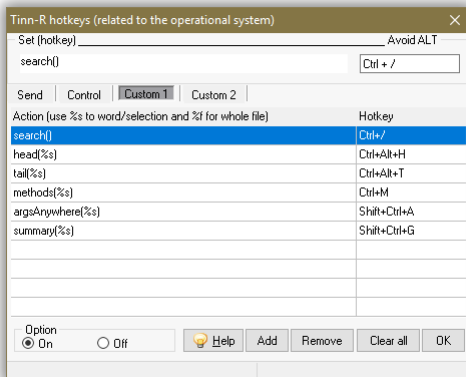 Tinn-R hotkeys (related to the operational system)
Set (hotkey) Avoid ALT
search() Ctrl + /
Send Control Custom 1 Custom 2
Action (use %s to word/selection and %f for whole file) Hotkey
search() Ctrl+/
head(%s) Ctrl+Alt+H
tail(%s) Ctrl+Alt+T
methods(%s) Ctrl+M
argsAnywhere(%s) Shift+Ctrl+A
summary(%s) Shift+Ctrl+G
Option
On Off Help Add Remove Clear all OK